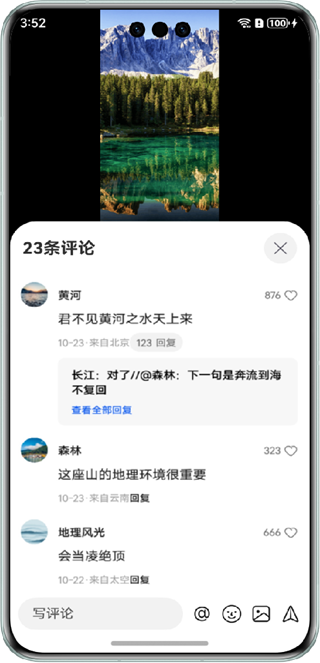 3:52
100
23条评论
黄河
876
君不见黄河之水天上来
10-23·来自北京 123 回复
长江：对了//@森林：下一句是奔流到海
不复回
查看全部回复
森林
323
这座山的地理环境很重要
10-23·来自云南回复
地理风光
666
会当凌绝顶
10-22·来自太空回复
写评论
@